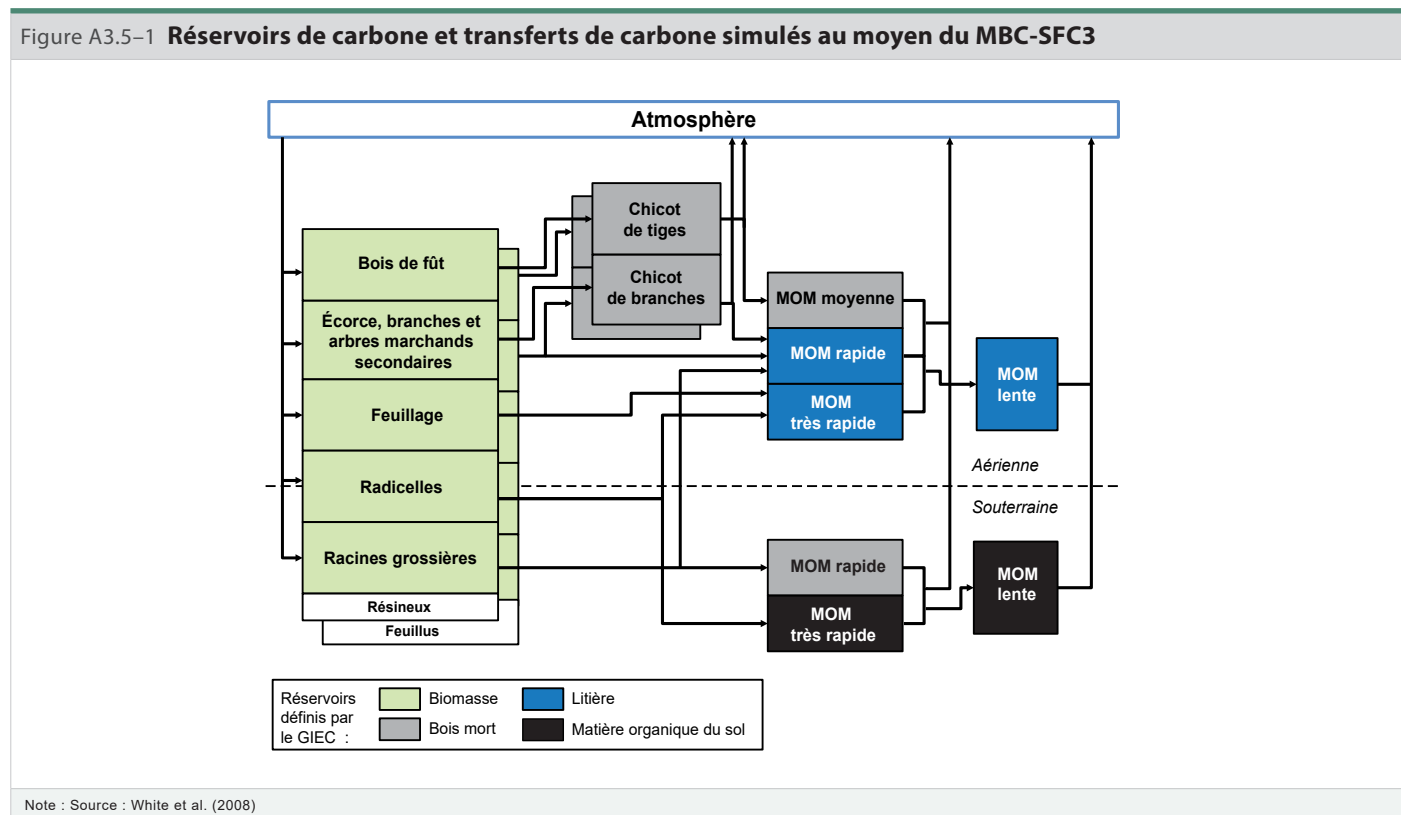 Figure A3.5–1 Réservoirs de carbone et transferts de carbone simulés au moyen du MBC-SFC3
Atmosphère
Chicot
de tiges
Chicot
de branches
Bois de fût
Écorce, branches et
arbres marchands
secondaires
Feuillage
Radicelles
Racines grossières
Résineux
Feuillus
MOM moyenne
MOM rapide
MOM
très rapide
MOM
lente
Aérienne
Souterraine
MOM rapide
MOM
très rapide
MOM
lente
Réservoirs
définis par
le GIEC :
Biomasse
Litière
Bois mort
Matière organique du sol
Note : Source : White et al. (2008)